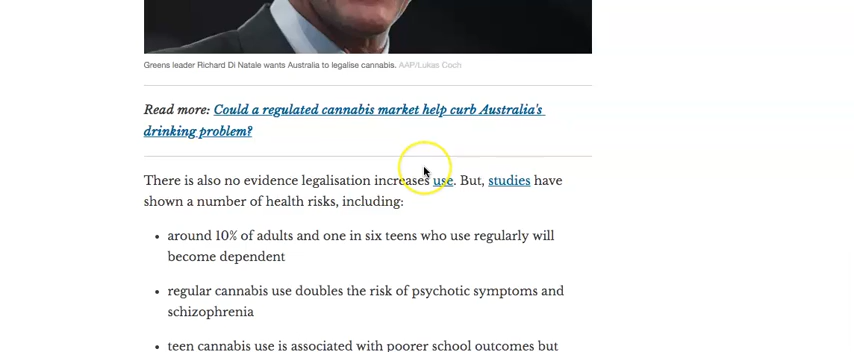 Greens leader Richard Di Natale wants Australia to legalise cannabis. AAP/Lukas Coch
Read more: Could a regulated cannabis market help curb Australia's
drinking problem?
There is also no evidence legalisation increases use. But, studies have
shown a number of health risks, including:
• around 10% of adults and one in six teens who use regularly will
become dependent
• regular cannabis use doubles the risk of psychotic symptoms and
schizophrenia
• teen cannabis use is associated with poorer school outcomes but